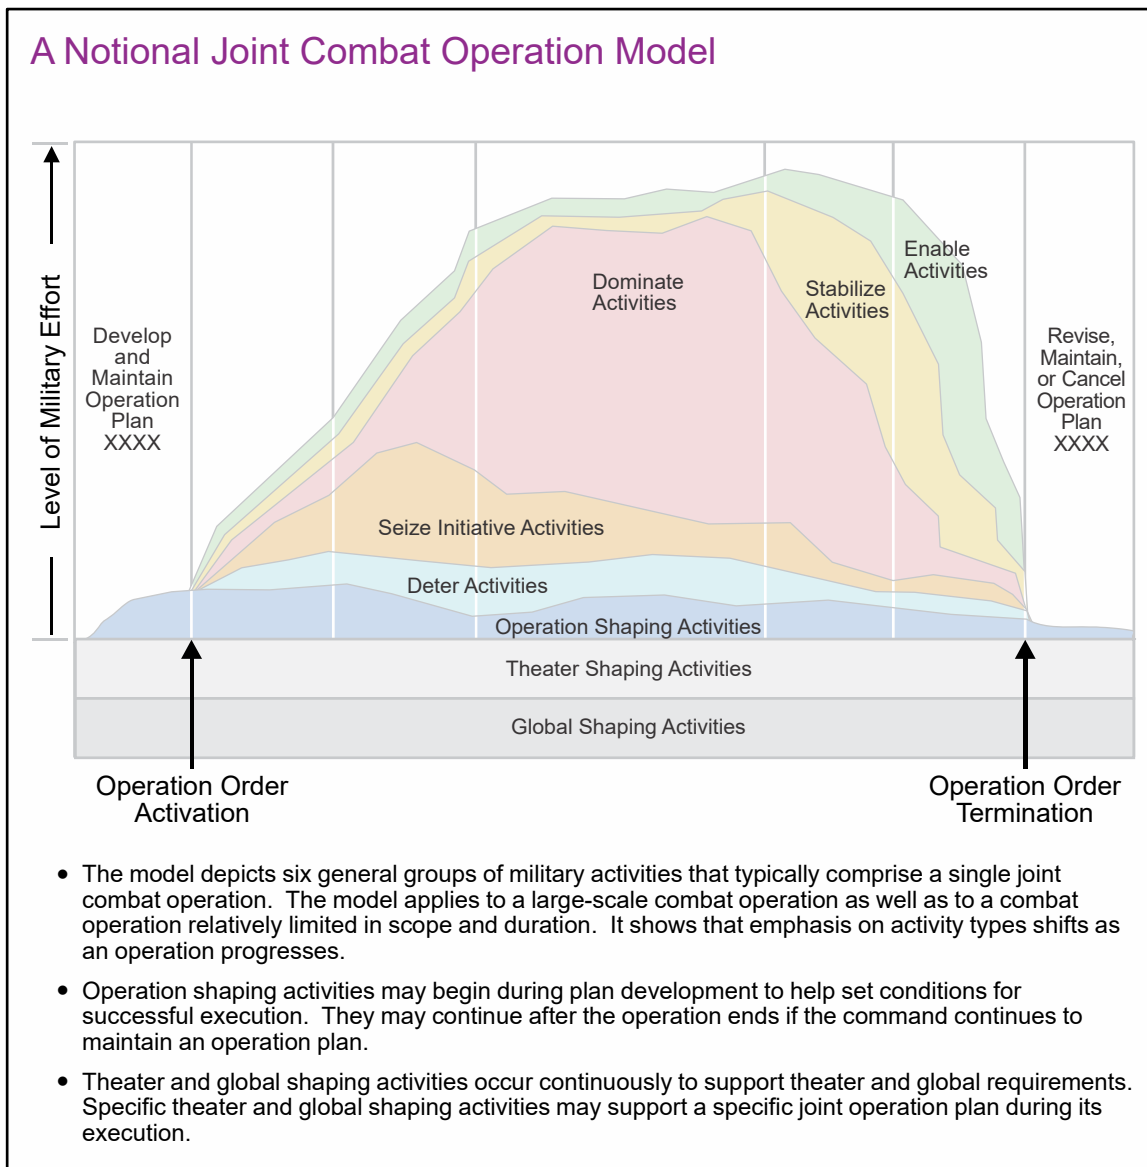 A Notional Joint Combat Operation Model
Level of Military Effort
Develop
and
Maintain
Operation
Plan
XXXX
Dominate
Activities
Stabilize
Activities
Enable
Activities
Revise,
Maintain,
or Cancel
Operation
Plan
XXXX
Seize Initiative Activities
Deter Activities
Operation Shaping Activities
Theater Shaping Activities
Global Shaping Activities
Operation Order
Activation
Operation Order
Termination
• The model depicts six general groups of military activities that typically comprise a single joint
combat operation. The model applies to a large-scale combat operation as well as to a combat
operation relatively limited in scope and duration. It shows that emphasis on activity types shifts as
an operation progresses.
• Operation shaping activities may begin during plan development to help set conditions for
successful execution. They may continue after the operation ends if the command continues to
maintain an operation plan.
• Theater and global shaping activities occur continuously to support theater and global requirements.
Specific theater and global shaping activities may support a specific joint operation plan during its
execution.